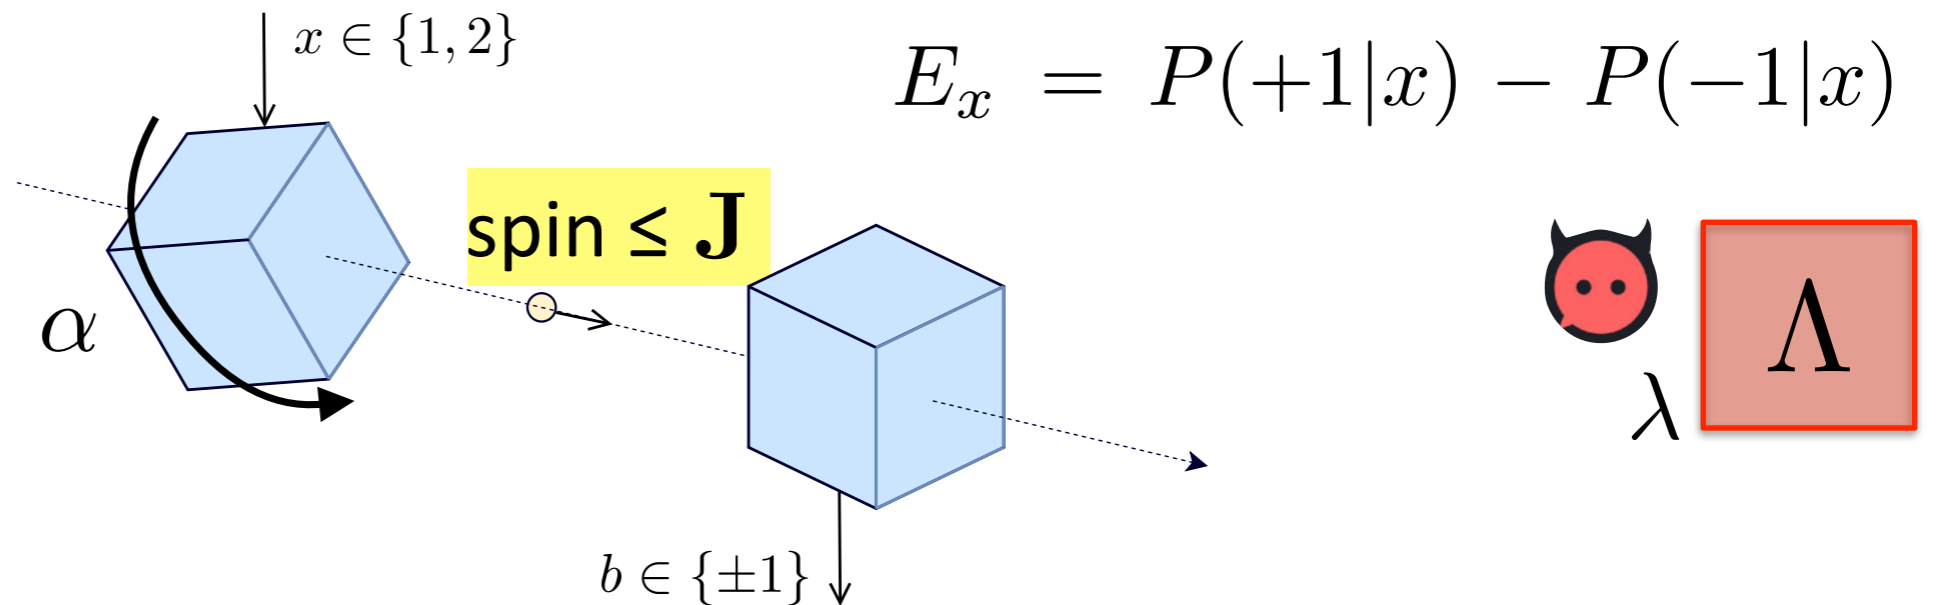 x ∈ {1, 2}
E_x = P(+1|x) − P(−1|x)
spin ≤ J
α
Λ
λ
b ∈ {±1}